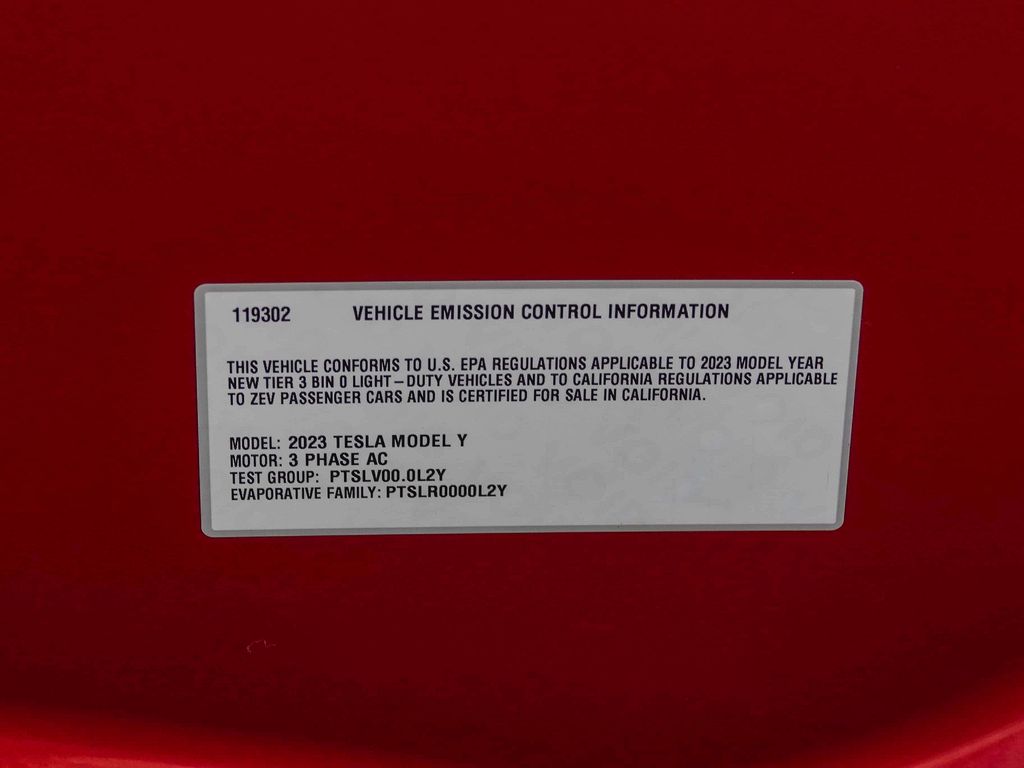 119302 VEHICLE EMISSION CONTROL INFORMATION
THIS VEHICLE CONFORMS TO U.S. EPA REGULATIONS APPLICABLE TO 2023 MODEL YEAR
NEW TIER 3 BIN 0 LIGHT–DUTY VEHICLES AND TO CALIFORNIA REGULATIONS APPLICABLE
TO ZEV PASSENGER CARS AND IS CERTIFIED FOR SALE IN CALIFORNIA.
MODEL: 2023 TESLA MODEL Y
MOTOR: 3 PHASE AC
TEST GROUP: PTSLV00.0L2Y
EVAPORATIVE FAMILY: PTSLR0000L2Y